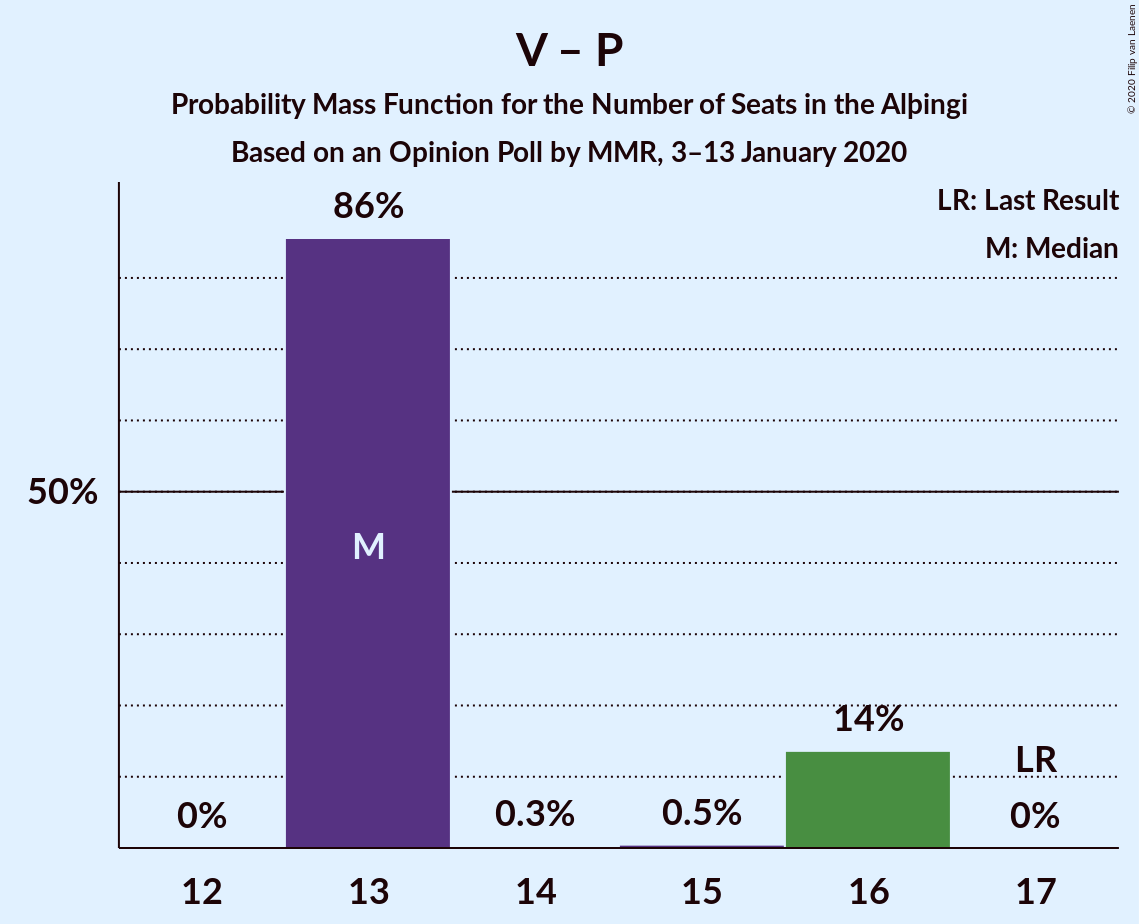 V – P
Probability Mass Function for the Number of Seats in the Alþingi
Based on an Opinion Poll by MMR, 3–13 January 2020
© 2020 Filip van Laenen
LR: Last Result
M: Median
86%
50%
M
14%
LR
0%
0.3%
0.5%
0%
12 13 14 15 16 17